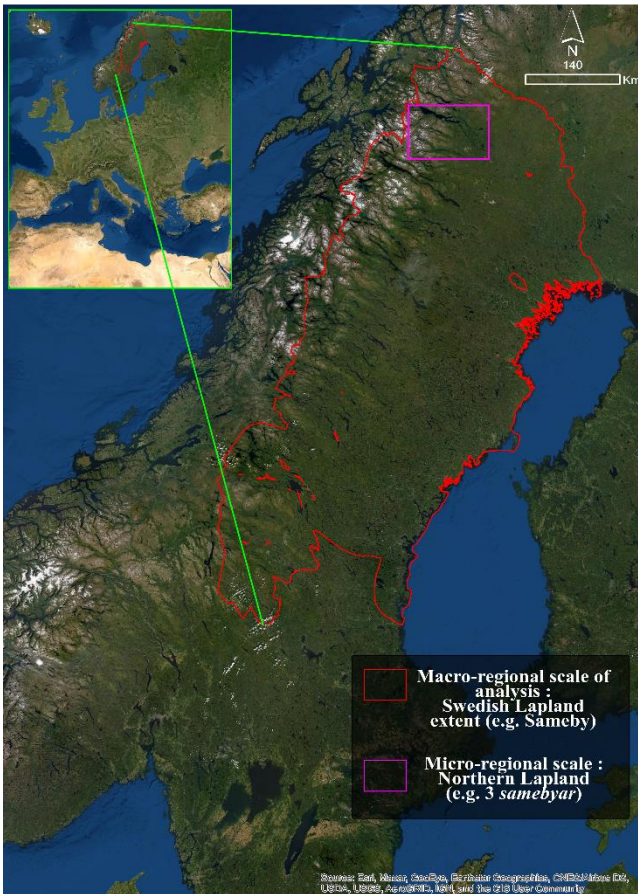 N
140
Km
Macro-regional scale of
analysis :
Swedish Lapland
extent (e.g. Sameby)
Micro-regional scale :
Northern Lapland
(e.g. 3 samebyar)
Source: Esri, Maxar, GeoEye, Earthstar Geographics, CNES/Airbus DS,
USDA, USGS, AeroGRID, IGN, and the GIS User Community